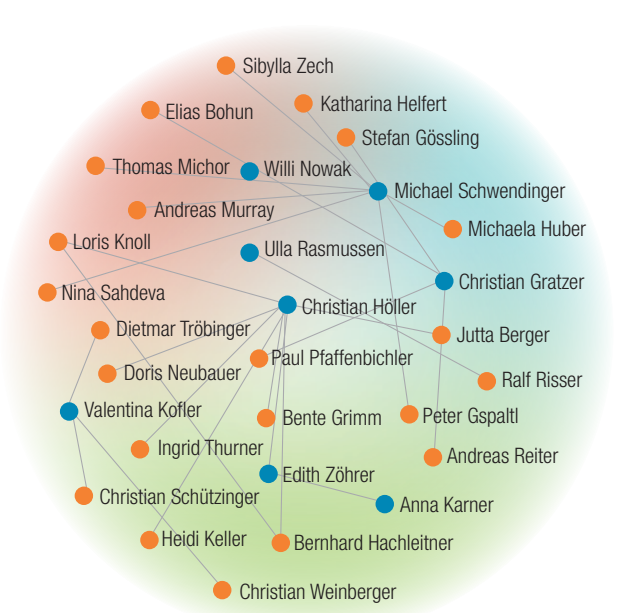 Sibylla Zech
Katharina Helfert
Elias Bohun
Stefan Gössling
Thomas Michor
Willi Nowak
Michael Schwendinger
Andreas Murray
Michaela Huber
Loris Knoll
Ulla Rasmussen
Christian Gratzer
Nina Sahdeva
Christian Höller
Dietmar Tröbinger
Jutta Berger
Paul Pfaffenbichler
Doris Neubauer
Ralf Risser
Valentina Kofler
Bente Grimm
Peter Gspaltl
Ingrid Thurner
Andreas Reiter
Edith Zöhrer
Christian Schützinger
Anna Karner
Heidi Keller
Bernhard Hachleitner
Christian Weinberger